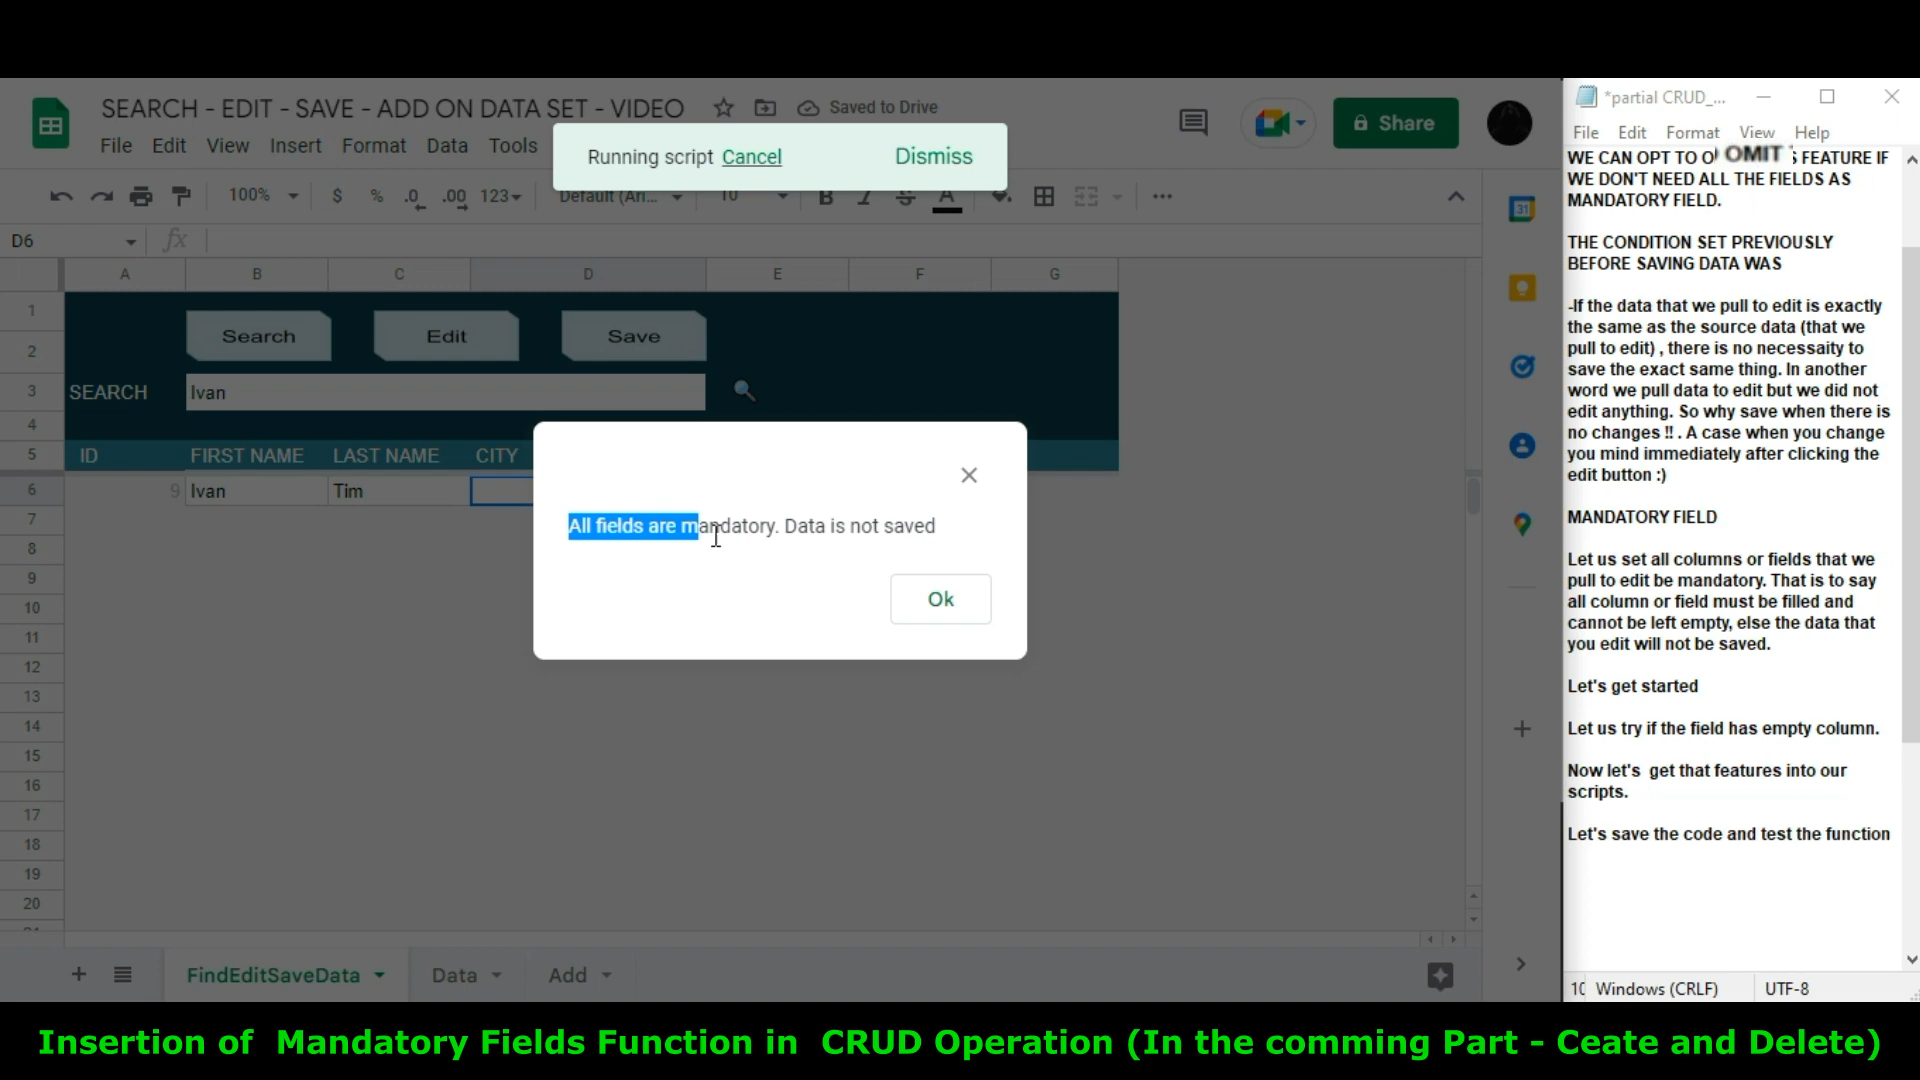 SEARCH - EDIT - SAVE - ADD ON DATA SET - VIDEO
Saved to Drive
File Edit View Insert Format Data Tools
Running script Cancel Dismiss
Share
100% $ % .0 .00 123 Default (Ari... 10 B I S A
D6
fx
A B C D E F G
1
2
Search Edit Save
3
SEARCH Ivan
4
5 ID FIRST NAME LAST NAME CITY
6 9 Ivan Tim
7
8
9
10
11
12
13
14
15
16
17
18
19
20
All fields are mandatory. Data is not saved
Ok
FindEditSaveData Data Add
31
*partial CRUD_...
File Edit Format View Help
WE CAN OPT TO O OMIT S FEATURE IF
WE DON'T NEED ALL THE FIELDS AS
MANDATORY FIELD.
THE CONDITION SET PREVIOUSLY
BEFORE SAVING DATA WAS
-If the data that we pull to edit is exactly
the same as the source data (that we
pull to edit) , there is no necessaity to
save the exact same thing. In another
word we pull data to edit but we did not
edit anything. So why save when there is
no changes !! . A case when you change
you mind immediately after clicking the
edit button :)
MANDATORY FIELD
Let us set all columns or fields that we
pull to edit be mandatory. That is to say
all column or field must be filled and
cannot be left empty, else the data that
you edit will not be saved.
Let's get started
Let us try if the field has empty column.
Now let's get that features into our
scripts.
Let's save the code and test the function
10 Windows (CRLF) UTF-8
Insertion of Mandatory Fields Function in CRUD Operation (In the comming Part - Ceate and Delete)